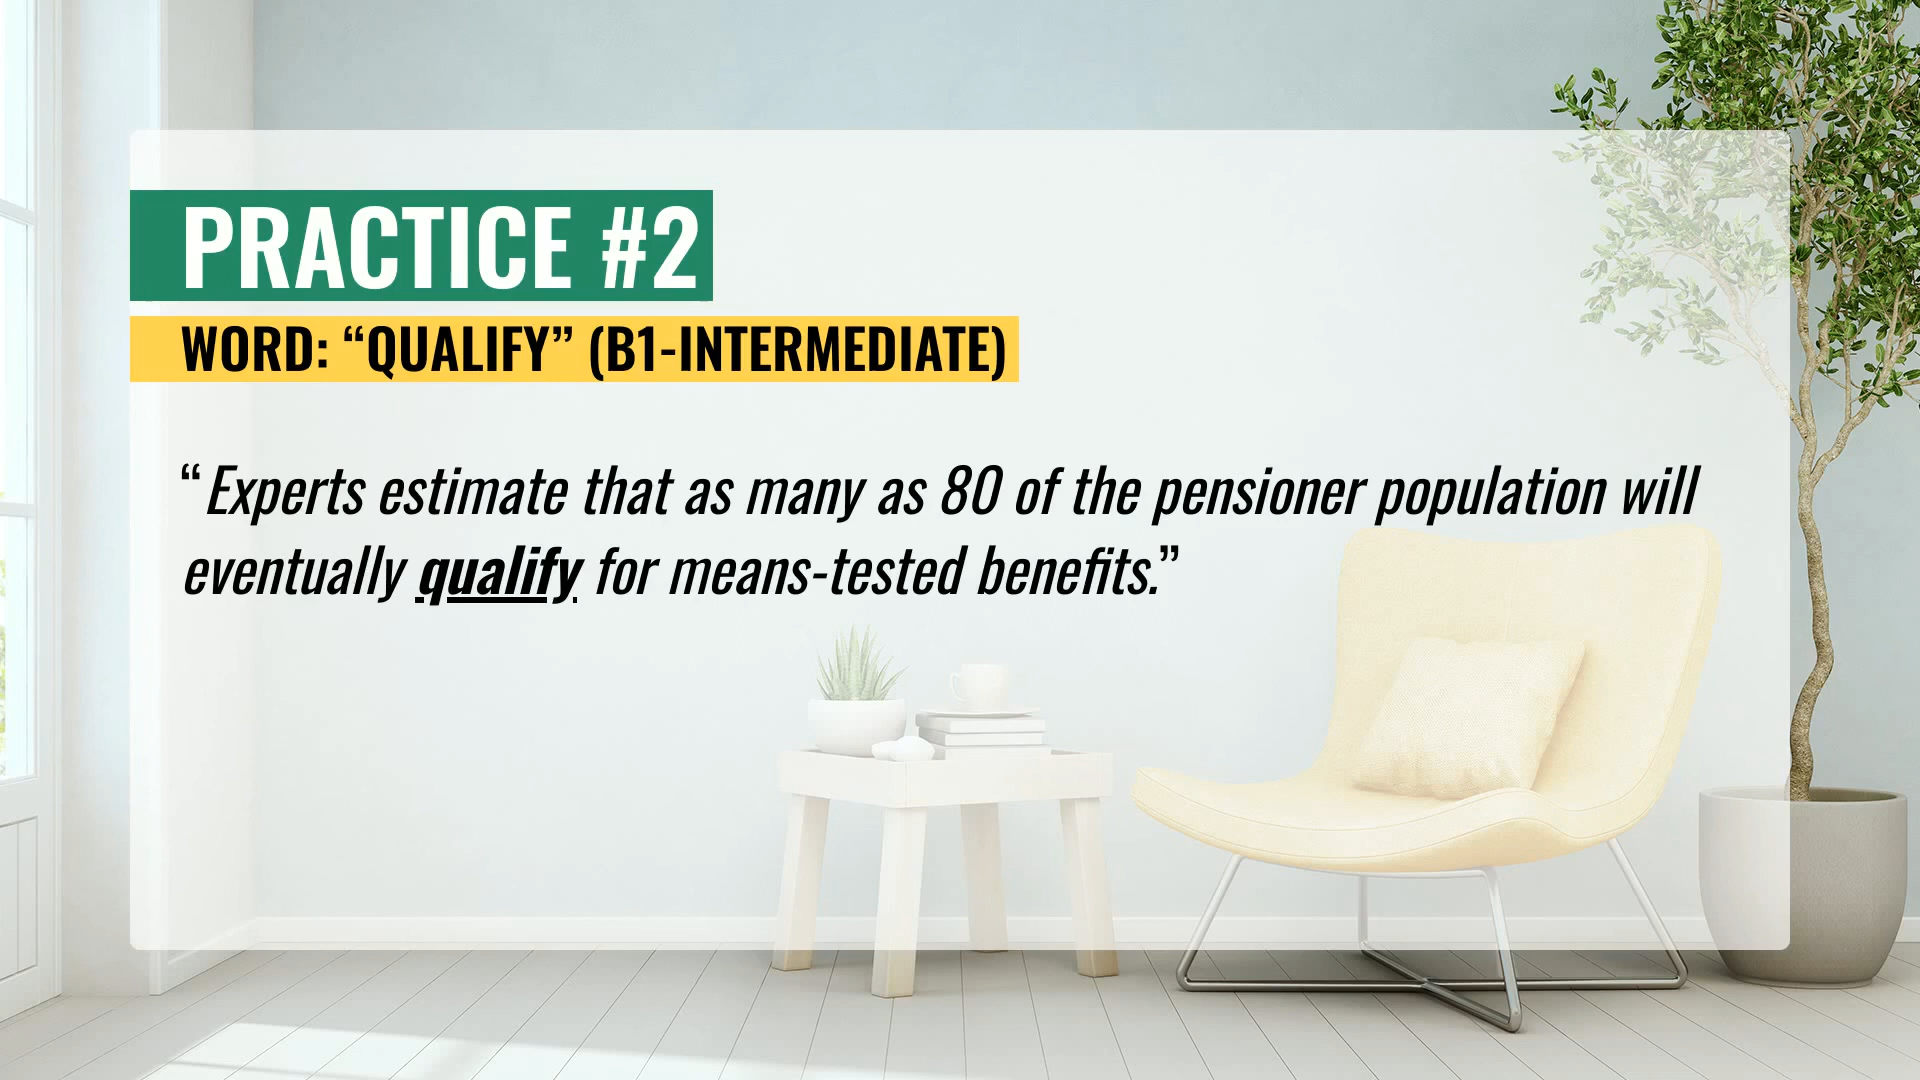 PRACTICE #2
WORD: “QUALIFY” (B1-INTERMEDIATE)
“Experts estimate that as many as 80 of the pensioner population will
eventually qualify for means-tested benefits.”